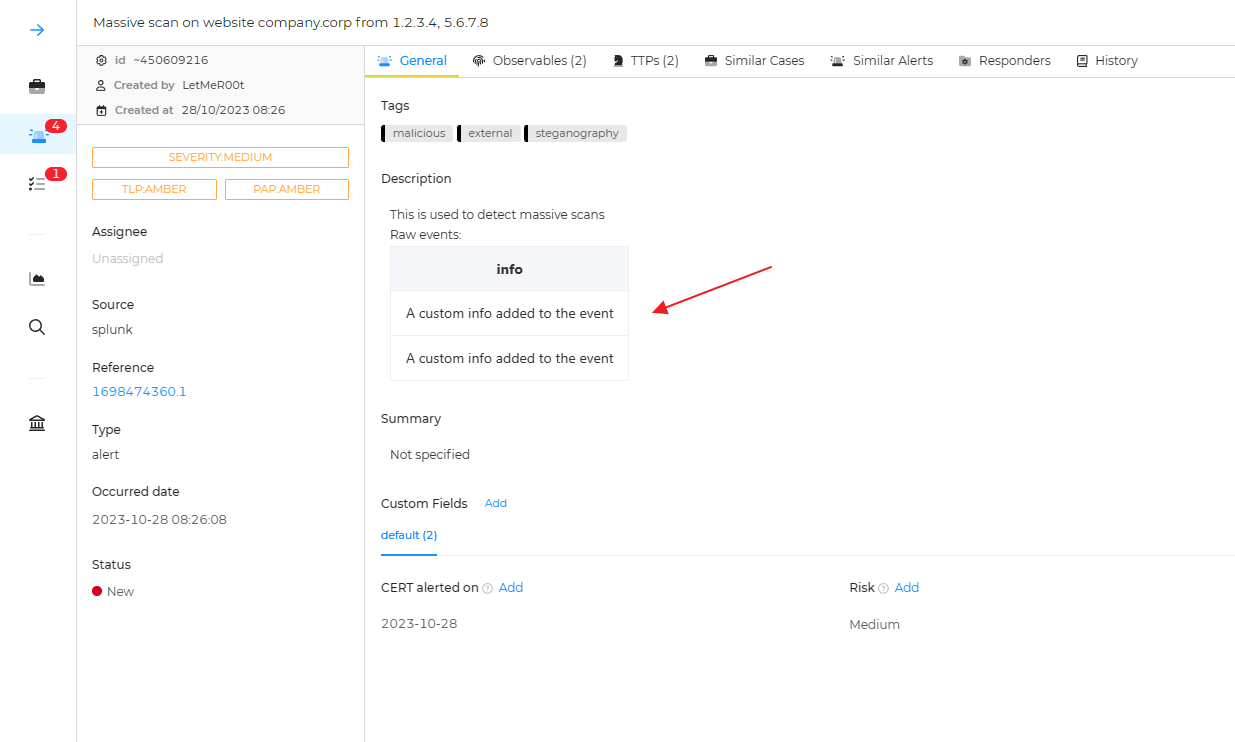 Massive scan on website company.corp from 1.2.3.4, 5.6.7.8
id ~450609216
Created by LetMeR00t
Created at 28/10/2023 08:26
4
1
SEVERITY:MEDIUM
TLP:AMBER PAP:AMBER
Assignee
Unassigned
Source
splunk
Reference
1698474360.1
Type
alert
Occurred date
2023-10-28 08:26:08
Status
New
General Observables (2) TTPs (2) Similar Cases Similar Alerts Responders History
Tags
malicious external steganography
Description
This is used to detect massive scans
Raw events:
info
A custom info added to the event
A custom info added to the event
Summary
Not specified
Custom Fields Add
default (2)
CERT alerted on ? Add Risk ? Add
2023-10-28 Medium